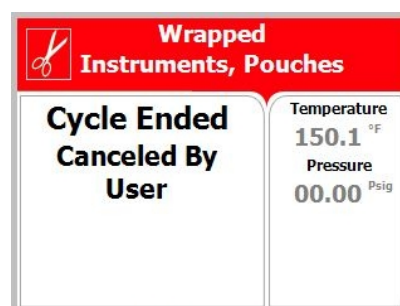 Wrapped
Instruments, Pouches
Cycle Ended
Canceled By
User
Temperature
150.1 °F
Pressure
00.00 Psig